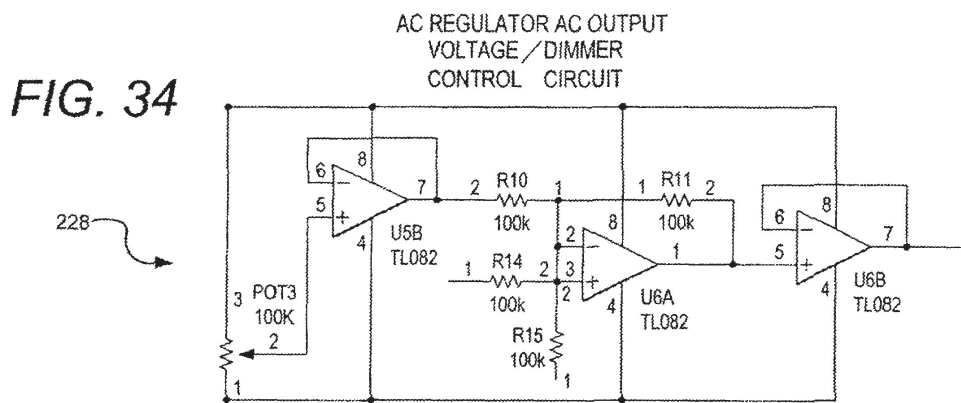 AC REGULATOR AC OUTPUT
VOLTAGE/DIMMER
CONTROL CIRCUIT
FIG. 34
228
6
5
8
7
4
U5B
TL082
2
R10
100k
1
1
R11
2
100k
1
R14
2
100k
2
3
2
8
1
4
U6A
TL082
R15
100k
1
6
5
8
7
4
U6B
TL082
3
POT3
100K
2
1